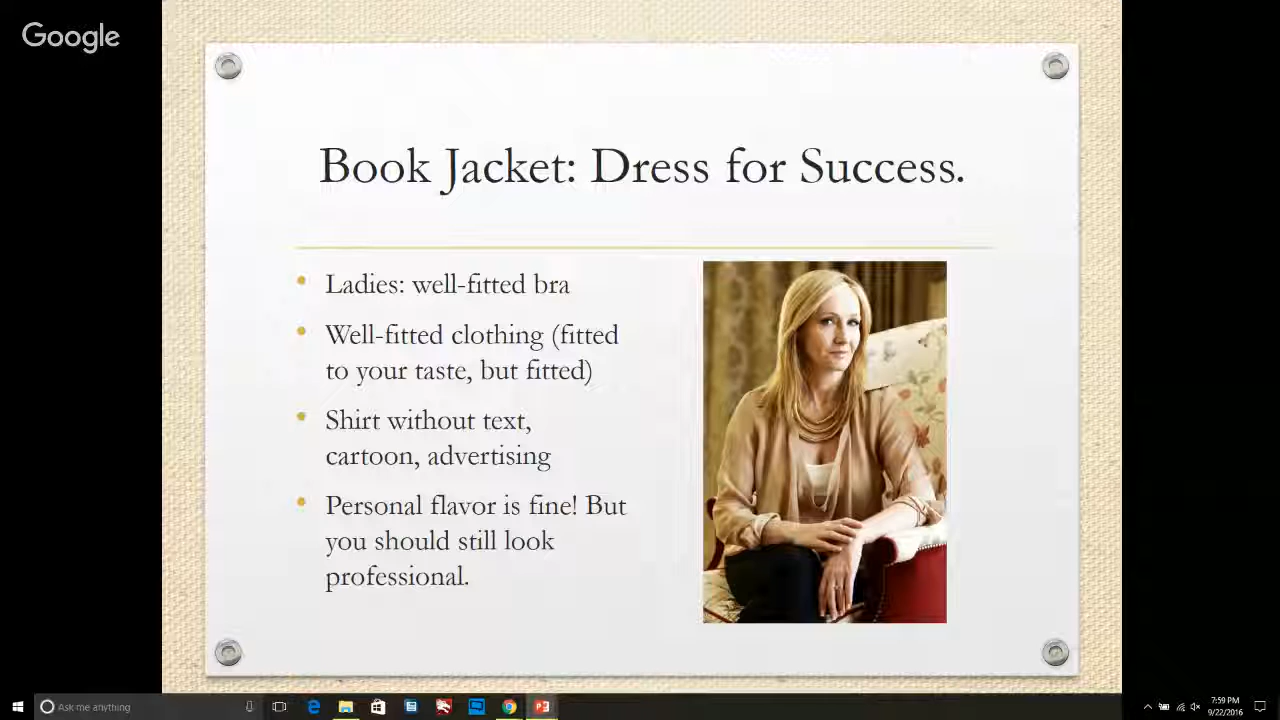 Google
Book Jacket: Dress for Success.
Ladies: well-fitted bra
Well-fitted clothing (fitted
to your taste, but fitted)
Shirt without text,
cartoon, advertising
Personal flavor is fine! But
you should still look
professional.
Ask me anything
7:59 PM
9/22/2016